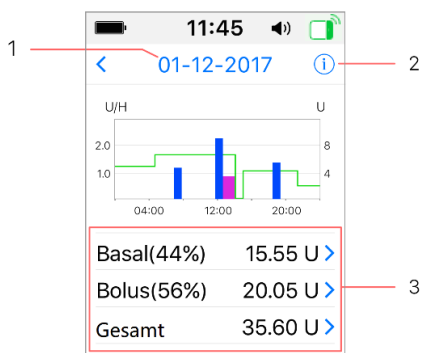 11:45
1
01-12-2017
2
U/H U
2.0 8
1.0 4
04:00 12:00 20:00
Basal(44%) 15.55 U
Bolus(56%) 20.05 U
3
Gesamt 35.60 U